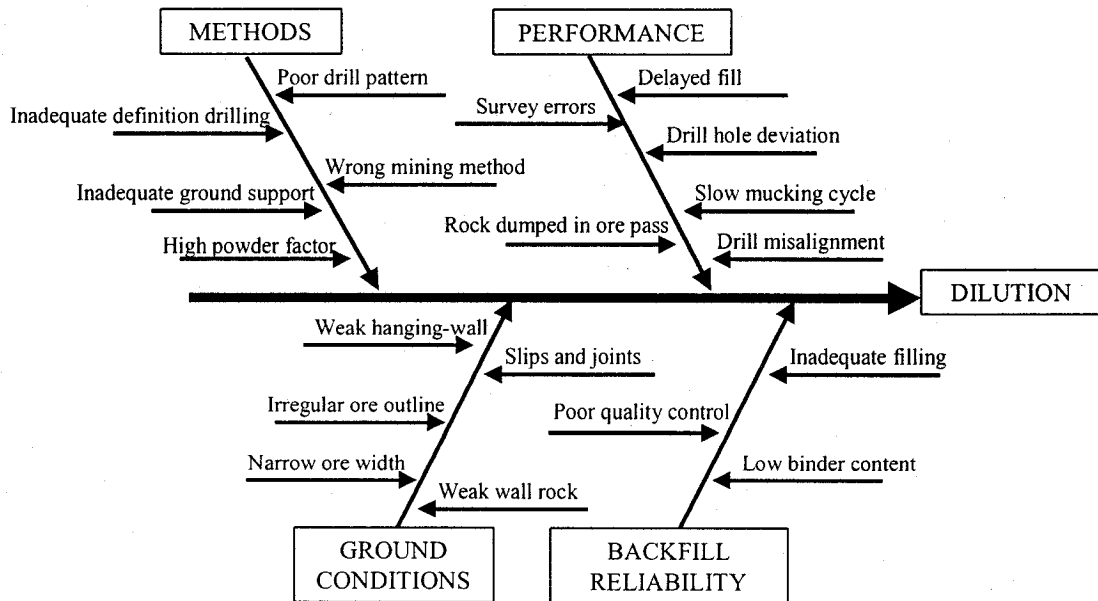 METHODS
PERFORMANCE
Poor drill pattern
Delayed fill
Inadequate definition drilling
Survey errors
Drill hole deviation
Wrong mining method
Inadequate ground support
Slow mucking cycle
Rock dumped in ore pass
High powder factor
Drill misalignment
DILUTION
Weak hanging-wall
Slips and joints
Inadequate filling
Irregular ore outline
Poor quality control
Narrow ore width
Low binder content
Weak wall rock
GROUND
CONDITIONS
BACKFILL
RELIABILITY